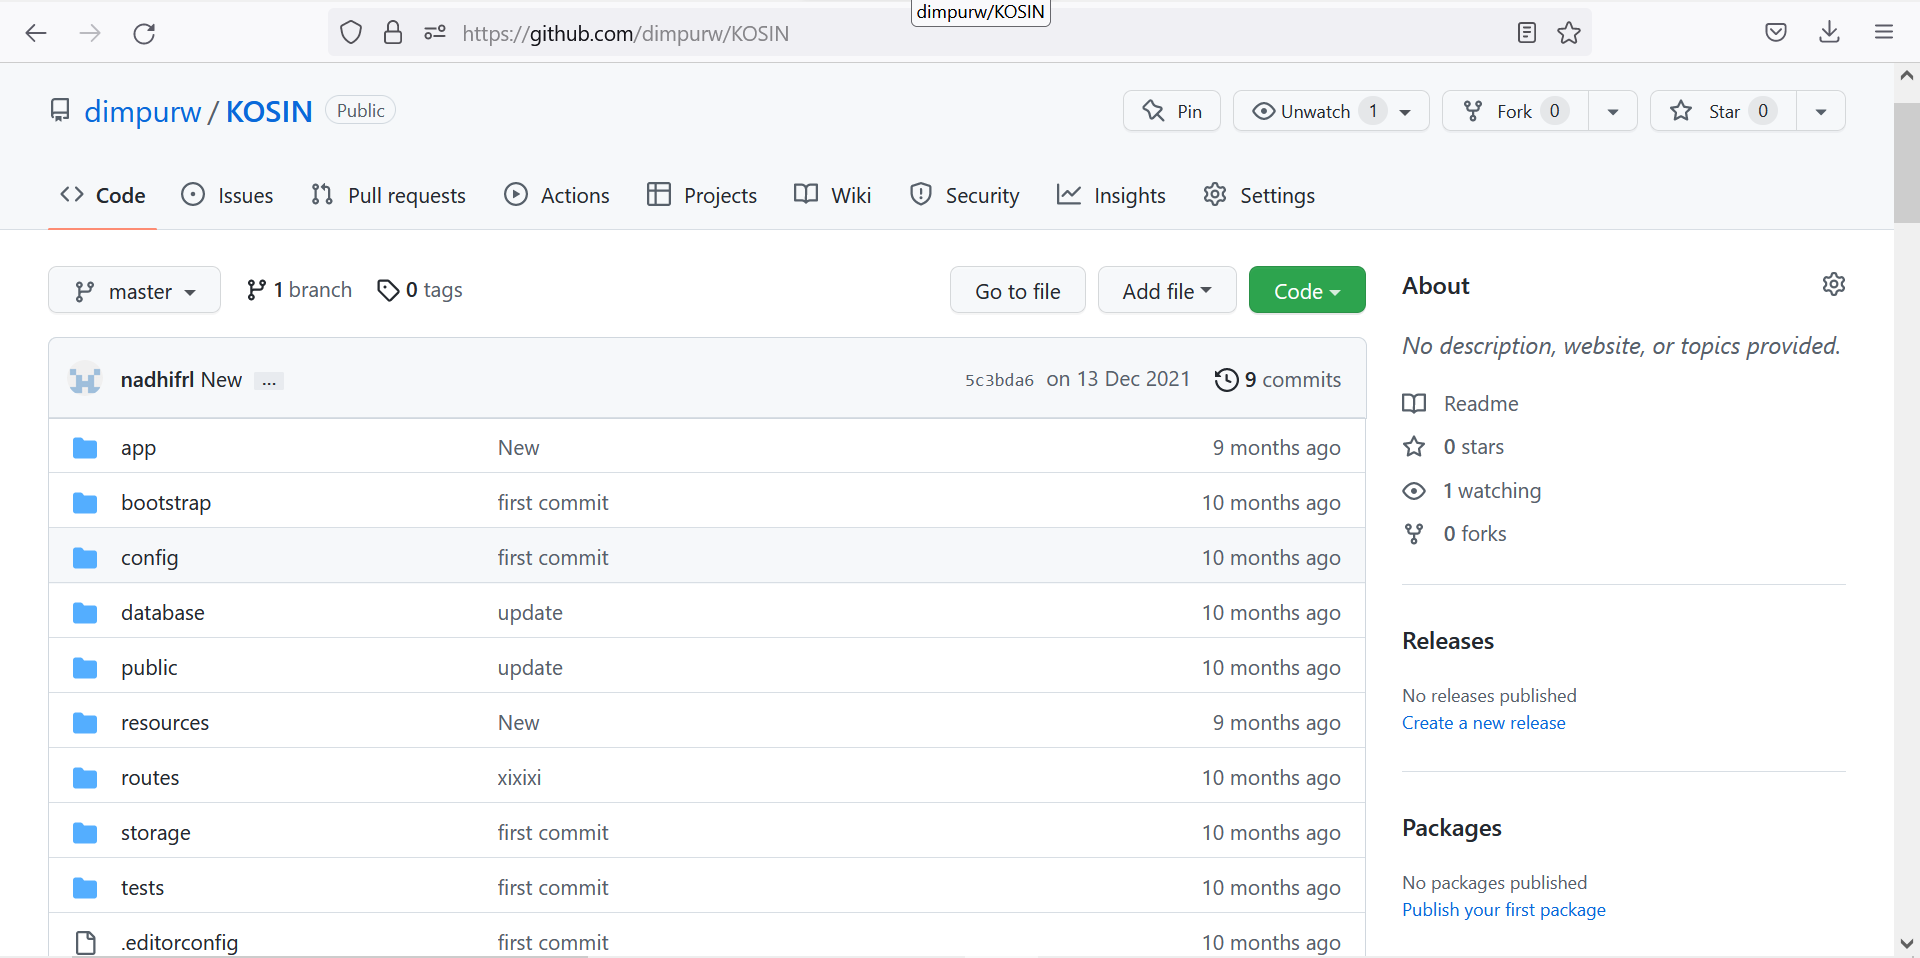 dimpurw/KOSIN
https://github.com/dimpurw/KOSIN
dimpurw / KOSIN Public
Pin Unwatch 1 Fork 0 Star 0
Code Issues Pull requests Actions Projects Wiki Security Insights Settings
master 1 branch 0 tags Go to file Add file Code
nadhifrl New ... 5c3bda6 on 13 Dec 2021 9 commits
app New 9 months ago
bootstrap first commit 10 months ago
config first commit 10 months ago
database update 10 months ago
public update 10 months ago
resources New 9 months ago
routes xixixi 10 months ago
storage first commit 10 months ago
tests first commit 10 months ago
.editorconfig first commit 10 months ago
About
No description, website, or topics provided.
Readme
0 stars
1 watching
0 forks
Releases
No releases published
Create a new release
Packages
No packages published
Publish your first package